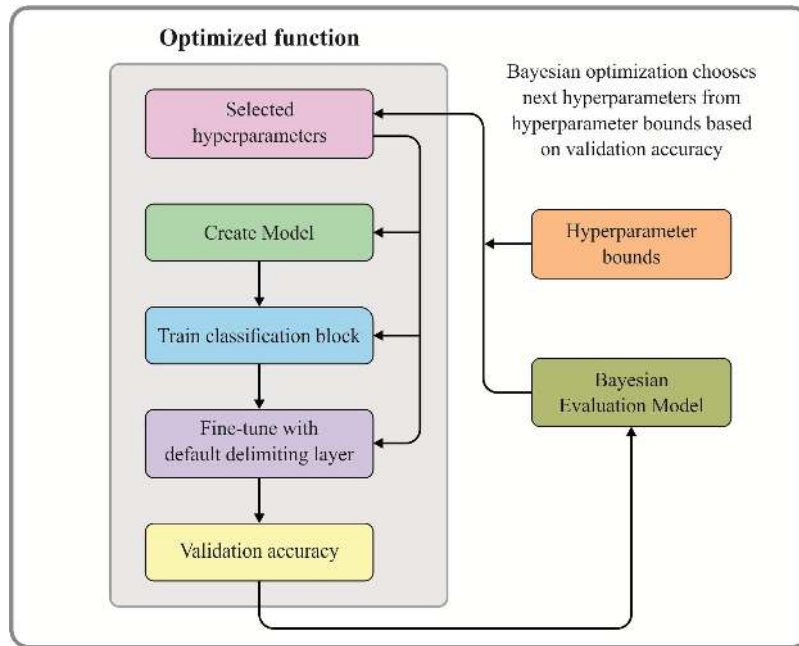 Optimized function
Selected
hyperparameters
Create Model
Train classification block
Fine-tune with
default delimiting layer
Validation accuracy
Bayesian optimization chooses
next hyperparameters from
hyperparameter bounds based
on validation accuracy
Hyperparameter
bounds
Bayesian
Evaluation Model